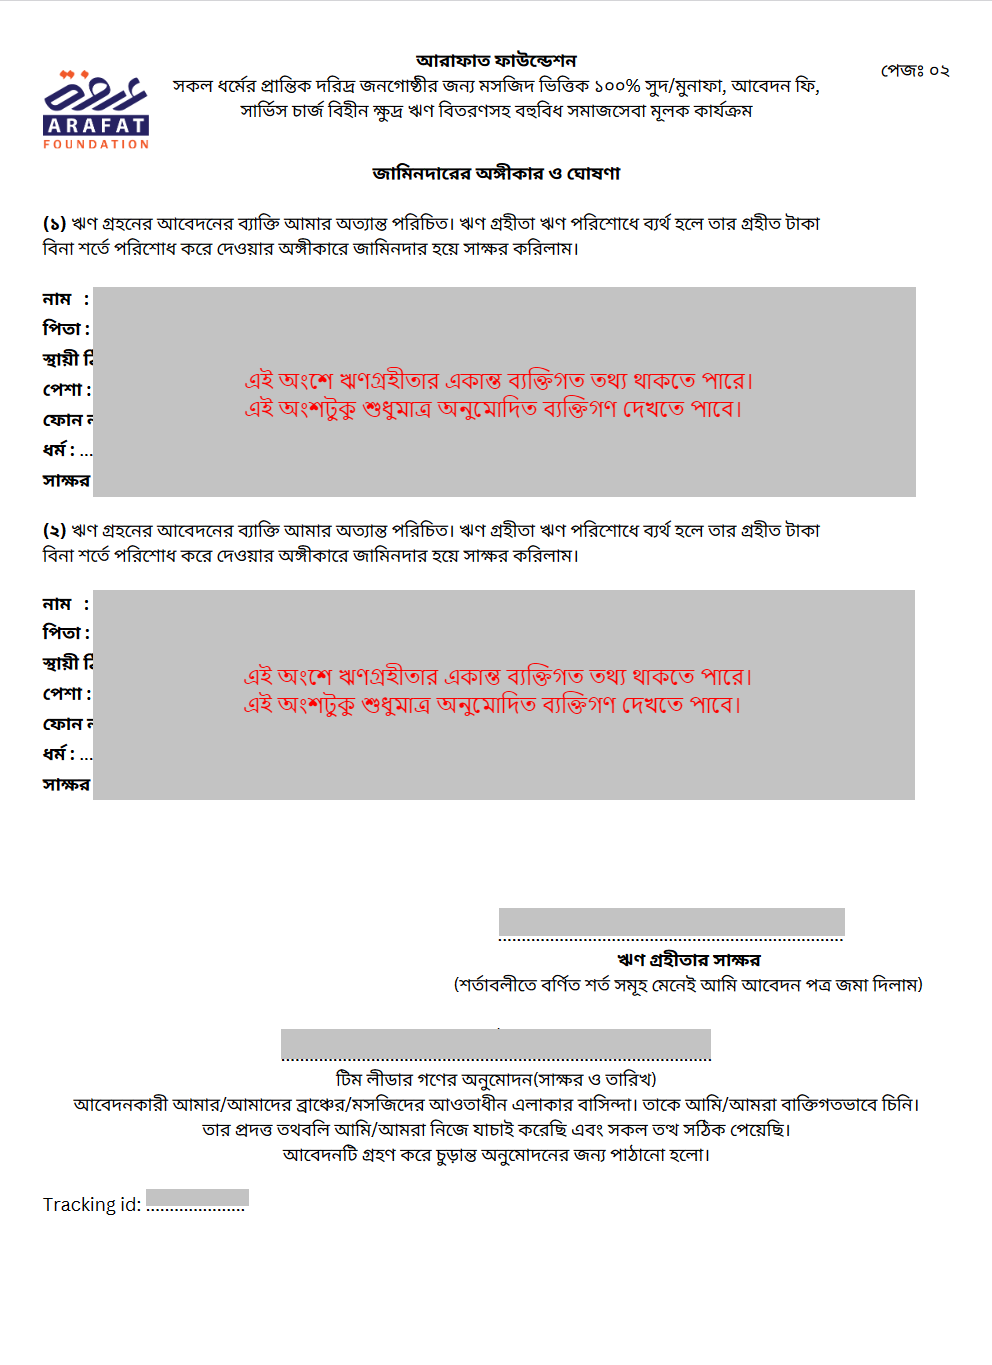 আরাফাত ফাউন্ডেশন
সকল ধর্মের প্রান্তিক দরিদ্র জনগোষ্ঠীর জন্য মসজিদ ভিত্তিক ১০০% সুদ/মুনাফা, আবেদন ফি,
সার্ভিস চার্জ বিহীন ক্ষুদ্র ঋণ বিতরণসহ বহুবিধ সমাজসেবা মূলক কার্যক্রম
পেজঃ ০২
عرفة
ARAFAT
FOUNDATION
জামিনদারের অঙ্গীকার ও ঘোষণা
(১) ঋণ গ্রহনের আবেদনের ব্যাক্তি আমার অত্যান্ত পরিচিত। ঋণ গ্রহীতা ঋণ পরিশোধে ব্যর্থ হলে তার গ্রহীত টাকা
বিনা শর্তে পরিশোধ করে দেওয়ার অঙ্গীকারে জামিনদার হয়ে সাক্ষর করিলাম।
নাম :
পিতা :
স্থায়ী ঠি
পেশা :
ফোন ন
ধর্ম : ...
সাক্ষর
এই অংশে ঋণগ্রহীতার একান্ত ব্যক্তিগত তথ্য থাকতে পারে।
এই অংশটুকু শুধুমাত্র অনুমোদিত ব্যক্তিগণ দেখতে পাবে।
(২) ঋণ গ্রহনের আবেদনের ব্যাক্তি আমার অত্যান্ত পরিচিত। ঋণ গ্রহীতা ঋণ পরিশোধে ব্যর্থ হলে তার গ্রহীত টাকা
বিনা শর্তে পরিশোধ করে দেওয়ার অঙ্গীকারে জামিনদার হয়ে সাক্ষর করিলাম।
নাম :
পিতা :
স্থায়ী ঠি
পেশা :
ফোন ন
ধর্ম : ...
সাক্ষর
এই অংশে ঋণগ্রহীতার একান্ত ব্যক্তিগত তথ্য থাকতে পারে।
এই অংশটুকু শুধুমাত্র অনুমোদিত ব্যক্তিগণ দেখতে পাবে।
ঋণ গ্রহীতার সাক্ষর
(শর্তাবলীতে বর্ণিত শর্ত সমূহ মেনেই আমি আবেদন পত্র জমা দিলাম)
টিম লীডার গণের অনুমোদন(সাক্ষর ও তারিখ)
আবেদনকারী আমার/আমাদের ব্রাঞ্চের/মসজিদের আওতাধীন এলাকার বাসিন্দা। তাকে আমি/আমরা বাক্তিগতভাবে চিনি।
তার প্রদত্ত তথবলি আমি/আমরা নিজে যাচাই করেছি এবং সকল তত্থ সঠিক পেয়েছি।
আবেদনটি গ্রহণ করে চুড়ান্ত অনুমোদনের জন্য পাঠানো হলো।
Tracking id: .....................